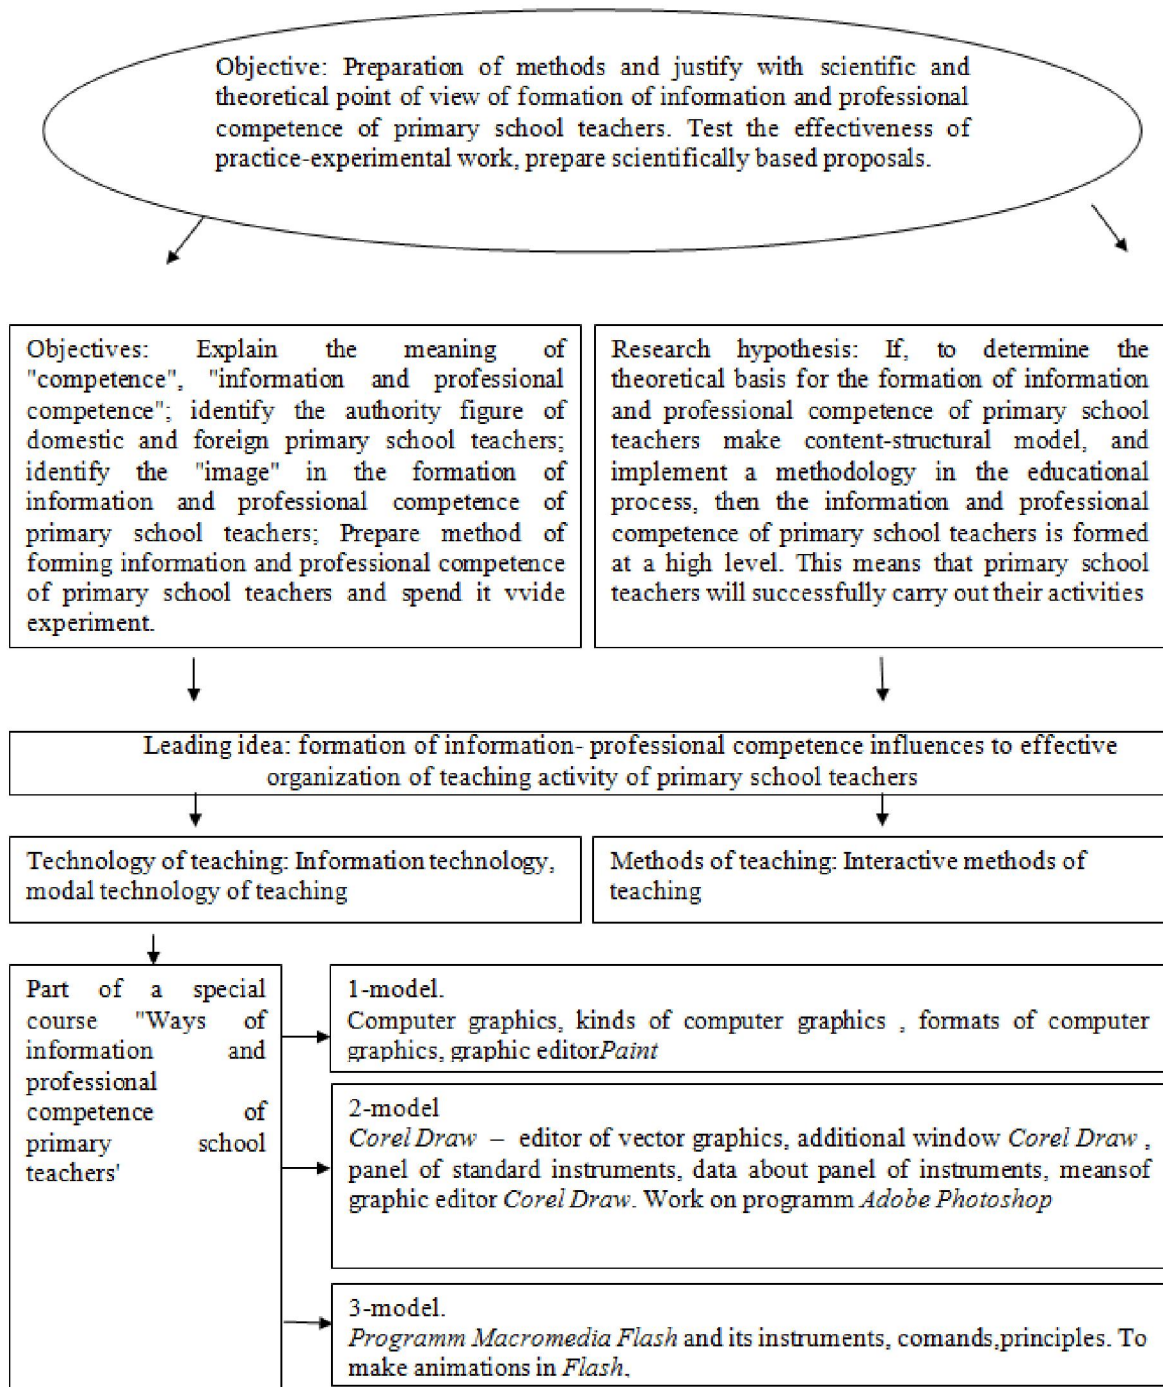 Objective: Preparation of methods and justify with scientific and
theoretical point of view of formation of information and professional
competence of primary school teachers. Test the effectiveness of
practice-experimental work, prepare scientifically based proposals.
Objectives: Explain the meaning of
"competence", "information and professional
competence"; identify the authority figure of
domestic and foreign primary school teachers;
identify the "image" in the formation of
information and professional competence of
primary school teachers; Prepare method of
forming information and professional competence
of primary school teachers and spend it vvide
experiment.
Research hypothesis: If, to determine the
theoretical basis for the formation of information
and professional competence of primary school
teachers make content-structural model, and
implement a methodology in the educational
process, then the information and professional
competence of primary school teachers is formed
at a high level. This means that primary school
teachers will successfully carry out their activities
Leading idea: formation of information- professional competence influences to effective
organization of teaching activity of primary school teachers
Technology of teaching: Information technology,
modal technology of teaching
Methods of teaching: Interactive methods of
teaching
Part of a special
course "Ways of
information and
professional
competence of
primary school
teachers'
1-model.
Computer graphics, kinds of computer graphics , formats of computer
graphics, graphic editorPaint
2-model
Corel Draw – editor of vector graphics, additional window Corel Draw ,
panel of standard instruments, data about panel of instruments, meansof
graphic editor Corel Draw. Work on programm Adobe Photoshop
3-model.
Programm Macromedia Flash and its instruments, comands,principles. To
make animations in Flash.